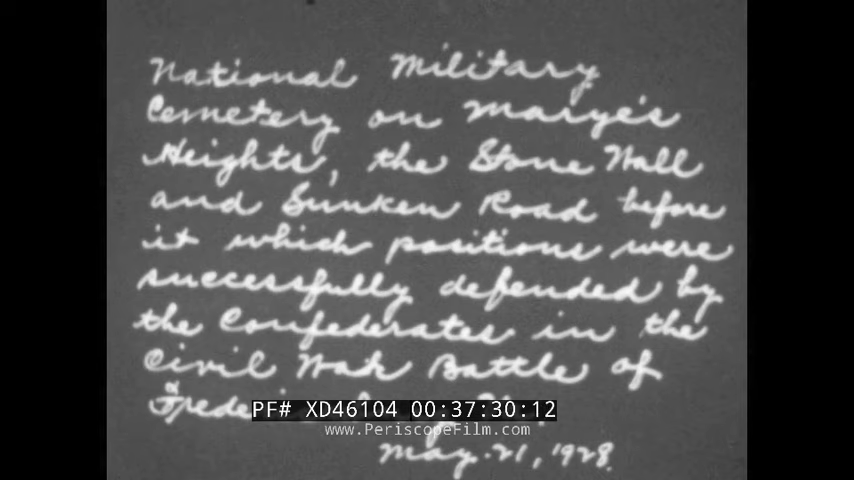 National Military
Cemetery on Marye's
Heights, the Stone Wall
and Sunken Road before
it which positions were
successfully defended by
the Confederates in the
Civil War Battle of
PF# XD46104 00:37:30:12
www.PeriscopeFilm.com
May. 21, 1928.